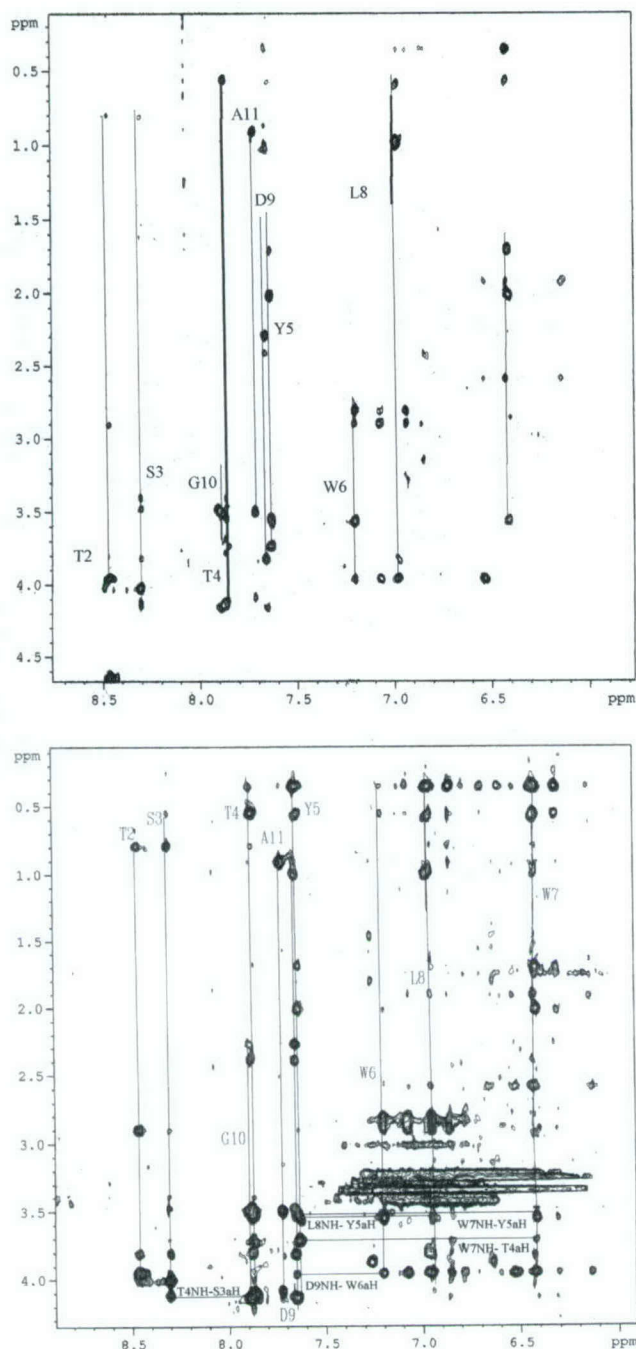 ppm
0.5
A11
1.0
D9
L8
1.5
2.0
Y5
2.5
3.0
G10
W6
3.5
T2
S3
T4
4.0
4.5
8.5
8.0
7.5
7.0
6.5
ppm
ppm
0.5
T2
S3
T4
Y5
A11
1.0
W7
1.5
L8
2.0
2.5
W6
3.0
G10
3.5
L8NH- Y5aH
W7NH-Y5aH
W7NH- T4aH
4.0
T4NH-S3aH
D9NH- W6aH
D9
8.5
8.0
7.5
7.0
6.5
ppm